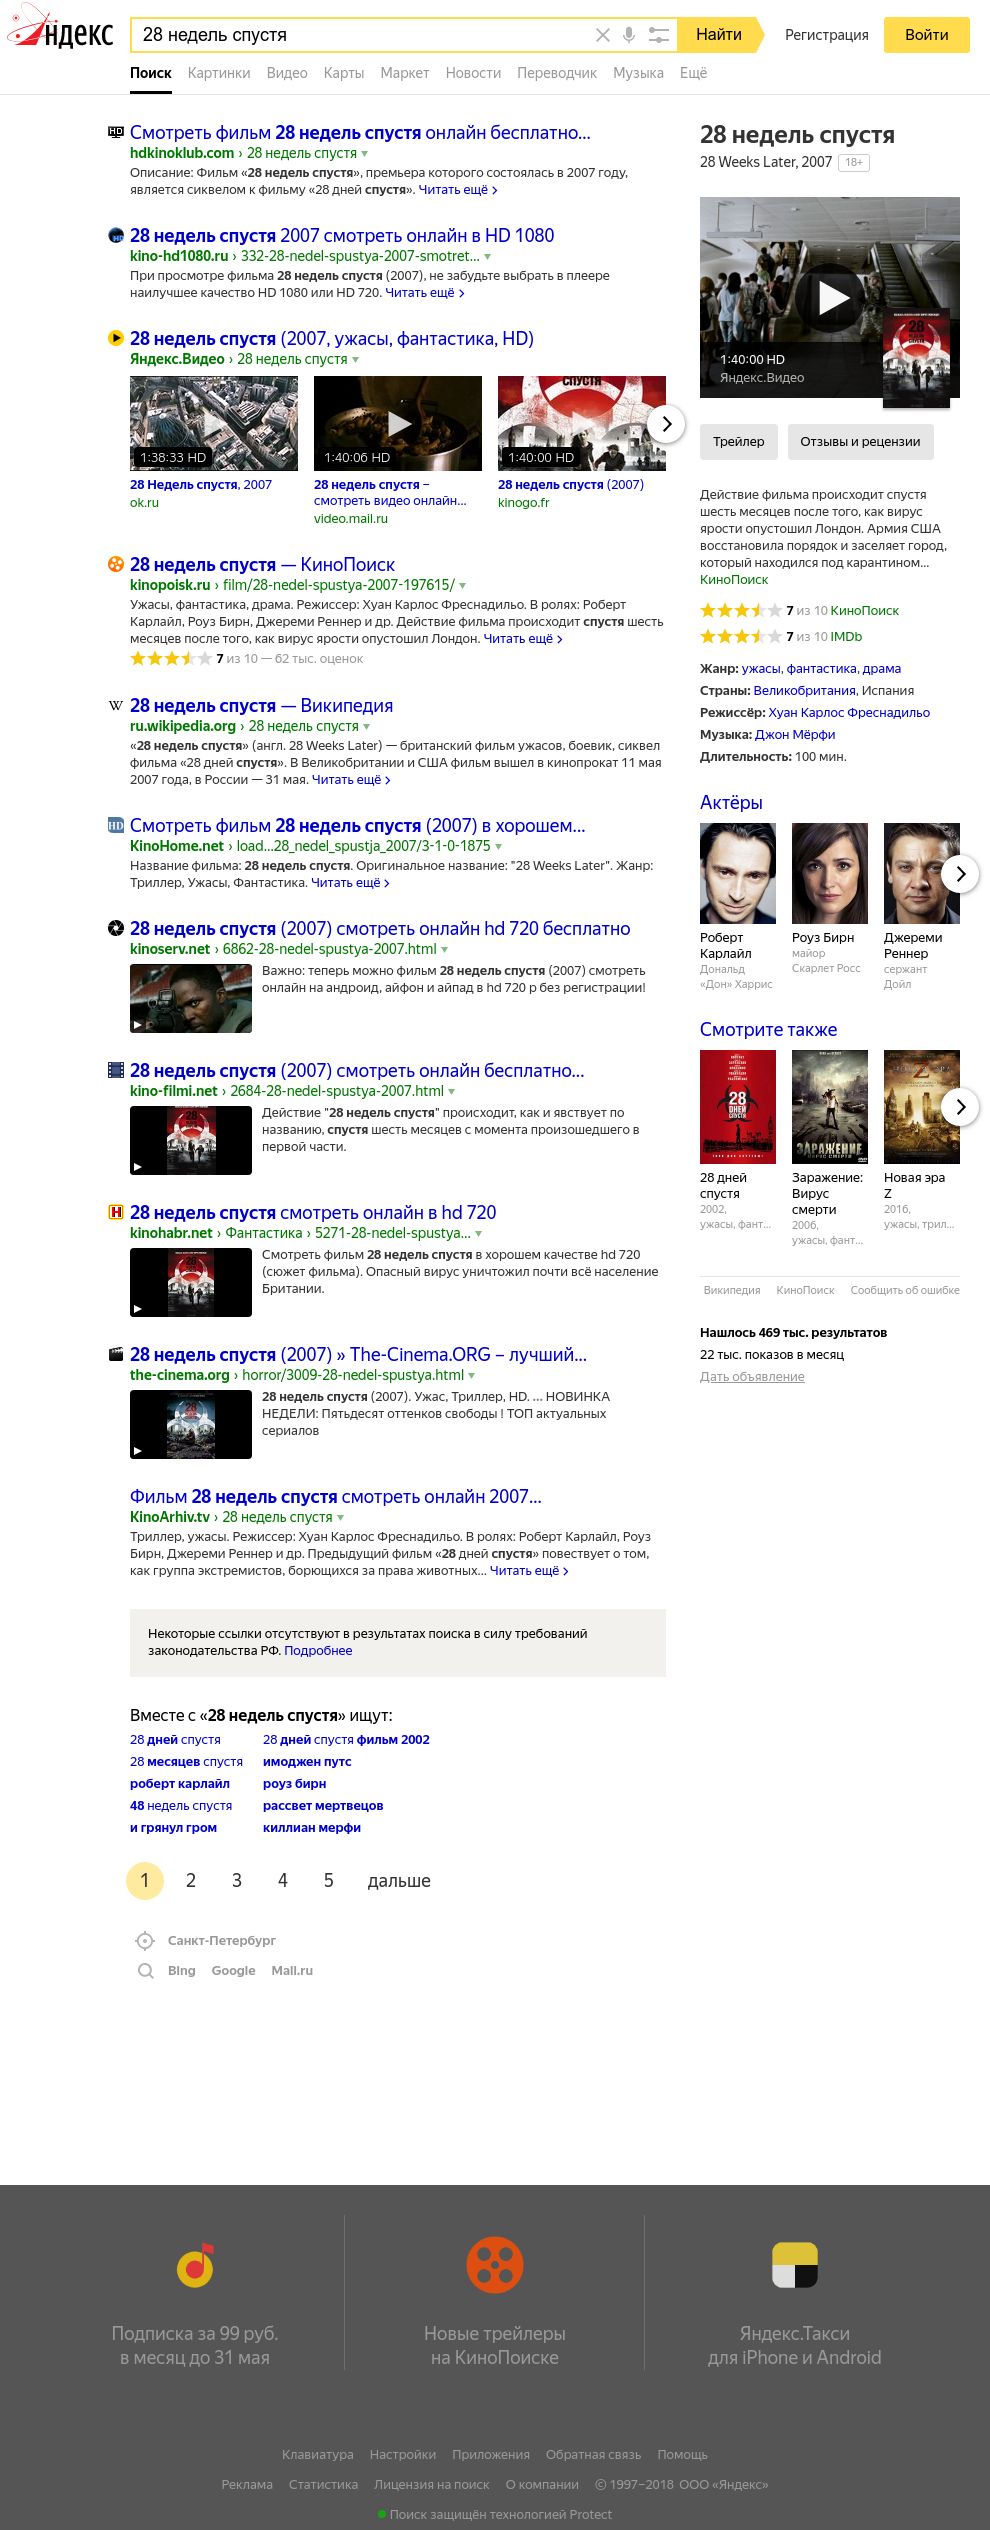 Яндекс
28 недель спустя
Найти
Регистрация
Войти
Поиск Картинки Видео Карты Маркет Новости Переводчик Музыка Ещё
Смотреть фильм 28 недель спустя онлайн бесплатно...
hdkinoklub.com › 28 недель спустя
Описание: Фильм «28 недель спустя», премьера которого состоялась в 2007 году,
является сиквелом к фильму «28 дней спустя». Читать ещё ›
28 недель спустя 2007 смотреть онлайн в HD 1080
kino-hd1080.ru › 332-28-nedel-spustya-2007-smotret...
При просмотре фильма 28 недель спустя (2007), не забудьте выбрать в плеере
наилучшее качество HD 1080 или HD 720. Читать ещё ›
28 недель спустя (2007, ужасы, фантастика, HD)
Яндекс.Видео › 28 недель спустя
СПУСТЯ
1:38:33 HD
1:40:06 HD
1:40:00 HD
28 Недель спустя, 2007
ok.ru
28 недель спустя –
смотреть видео онлайн...
video.mail.ru
28 недель спустя (2007)
kinogo.fr
28 недель спустя — КиноПоиск
kinopoisk.ru › film/28-nedel-spustya-2007-197615/
Ужасы, фантастика, драма. Режиссер: Хуан Карлос Фреснадильо. В ролях: Роберт
Карлайл, Роуз Бирн, Джереми Реннер и др. Действие фильма происходит спустя шесть
месяцев после того, как вирус ярости опустошил Лондон. Читать ещё ›
7 из 10 — 62 тыс. оценок
28 недель спустя — Википедия
ru.wikipedia.org › 28 недель спустя
«28 недель спустя» (англ. 28 Weeks Later) — британский фильм ужасов, боевик, сиквел
фильма «28 дней спустя». В Великобритании и США фильм вышел в кинопрокат 11 мая
2007 года, в России — 31 мая. Читать ещё ›
Смотреть фильм 28 недель спустя (2007) в хорошем...
KinoHome.net › load...28_nedel_spustja_2007/3-1-0-1875
Название фильма: 28 недель спустя. Оригинальное название: "28 Weeks Later". Жанр:
Триллер, Ужасы, Фантастика. Читать ещё ›
28 недель спустя (2007) смотреть онлайн hd 720 бесплатно
kinoserv.net › 6862-28-nedel-spustya-2007.html
Важно: теперь можно фильм 28 недель спустя (2007) смотреть
онлайн на андроид, айфон и айпад в hd 720 p без регистрации!
28 недель спустя (2007) смотреть онлайн бесплатно...
kino-filmi.net › 2684-28-nedel-spustya-2007.html
Действие "28 недель спустя" происходит, как и явствует по
названию, спустя шесть месяцев с момента произошедшего в
первой части.
28 недель спустя смотреть онлайн в hd 720
kinohabr.net › Фантастика › 5271-28-nedel-spustya...
Смотреть фильм 28 недель спустя в хорошем качестве hd 720
(сюжет фильма). Опасный вирус уничтожил почти всё население
Британии.
28 недель спустя (2007) » The-Cinema.ORG – лучший...
the-cinema.org › horror/3009-28-nedel-spustya.html
28 недель спустя (2007). Ужас, Триллер, HD. ... НОВИНКА
НЕДЕЛИ: Пятьдесят оттенков свободы ! ТОП актуальных
сериалов
Фильм 28 недель спустя смотреть онлайн 2007...
KinoArhiv.tv › 28 недель спустя
Триллер, ужасы. Режиссер: Хуан Карлос Фреснадильо. В ролях: Роберт Карлайл, Роуз
Бирн, Джереми Реннер и др. Предыдущий фильм «28 дней спустя» повествует о том,
как группа экстремистов, борющихся за права животных... Читать ещё ›
Некоторые ссылки отсутствуют в результатах поиска в силу требований
законодательства РФ. Подробнее
Вместе с «28 недель спустя» ищут:
28 дней спустя
28 дней спустя фильм 2002
28 месяцев спустя
имоджен путс
роберт карлайл
роуз бирн
48 недель спустя
рассвет мертвецов
и грянул гром
киллиан мерфи
1 2 3 4 5 дальше
Санкт-Петербург
Bing Google Mail.ru
28 недель спустя
28 Weeks Later, 2007 18+
28
1:40:00 HD
Яндекс.Видео
Трейлер
Отзывы и рецензии
Действие фильма происходит спустя
шесть месяцев после того, как вирус
ярости опустошил Лондон. Армия США
восстановила порядок и заселяет город,
который находился под карантином...
КиноПоиск
7 из 10 КиноПоиск
7 из 10 IMDb
Жанр: ужасы, фантастика, драма
Страны: Великобритания, Испания
Режиссёр: Хуан Карлос Фреснадильо
Музыка: Джон Мёрфи
Длительность: 100 мин.
Актёры
Роберт
Карлайл
Дональд
«Дон» Харрис
Роуз Бирн
майор
Скарлет Росс
Джереми
Реннер
сержант
Дойл
Смотрите также
28
ДНЕЙ
СПУСТЯ
ЗАРАЖЕНИЕ
28 дней
спустя
2002,
ужасы, фант...
Заражение:
Вирус
смерти
2006,
ужасы, фант...
Новая эра
Z
2016,
ужасы, трил...
Википедия КиноПоиск Сообщить об ошибке
Нашлось 469 тыс. результатов
22 тыс. показов в месяц
Дать объявление
Подписка за 99 руб.
в месяц до 31 мая
Новые трейлеры
на КиноПоиске
Яндекс.Такси
для iPhone и Android
Клавиатура Настройки Приложения Обратная связь Помощь
Реклама Статистика Лицензия на поиск О компании © 1997–2018 ООО «Яндекс»
Поиск защищён технологией Protect